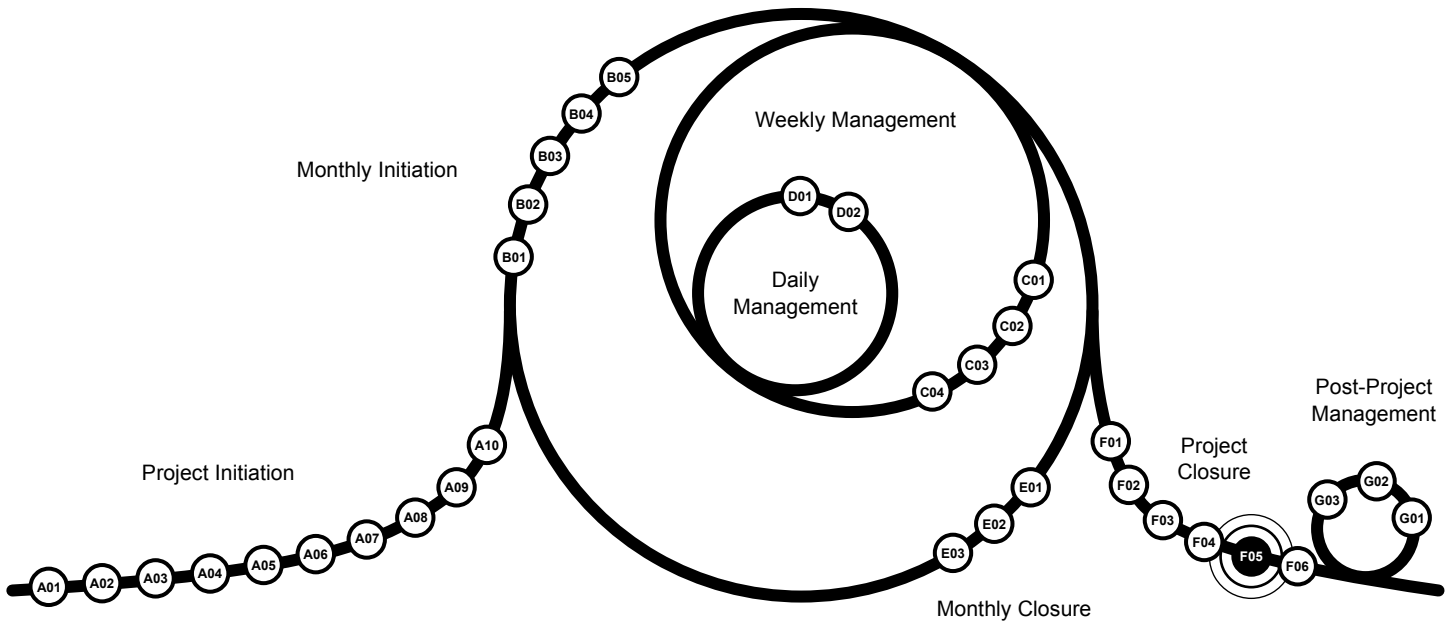 B05
B04
Weekly Management
B03
Monthly Initiation
D01
B02
D02
B01
C01
Daily
Management
C02
C03
C04
Post-Project
Management
A10
F01
Project
Closure
Project Initiation
F02
G02
A09
E01
G03
A08
F03
G01
E02
A07
F04
A06
E03
F05
A05
F06
A04
A03
A02
A01
Monthly Closure